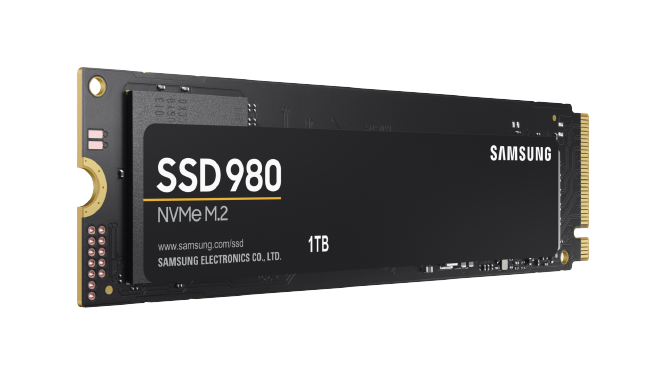 SAMSUNG
SSD 980
NVMe M.2
www.samsung.com/ssd
SAMSUNG ELECTRONICS CO., LTD.
1TB